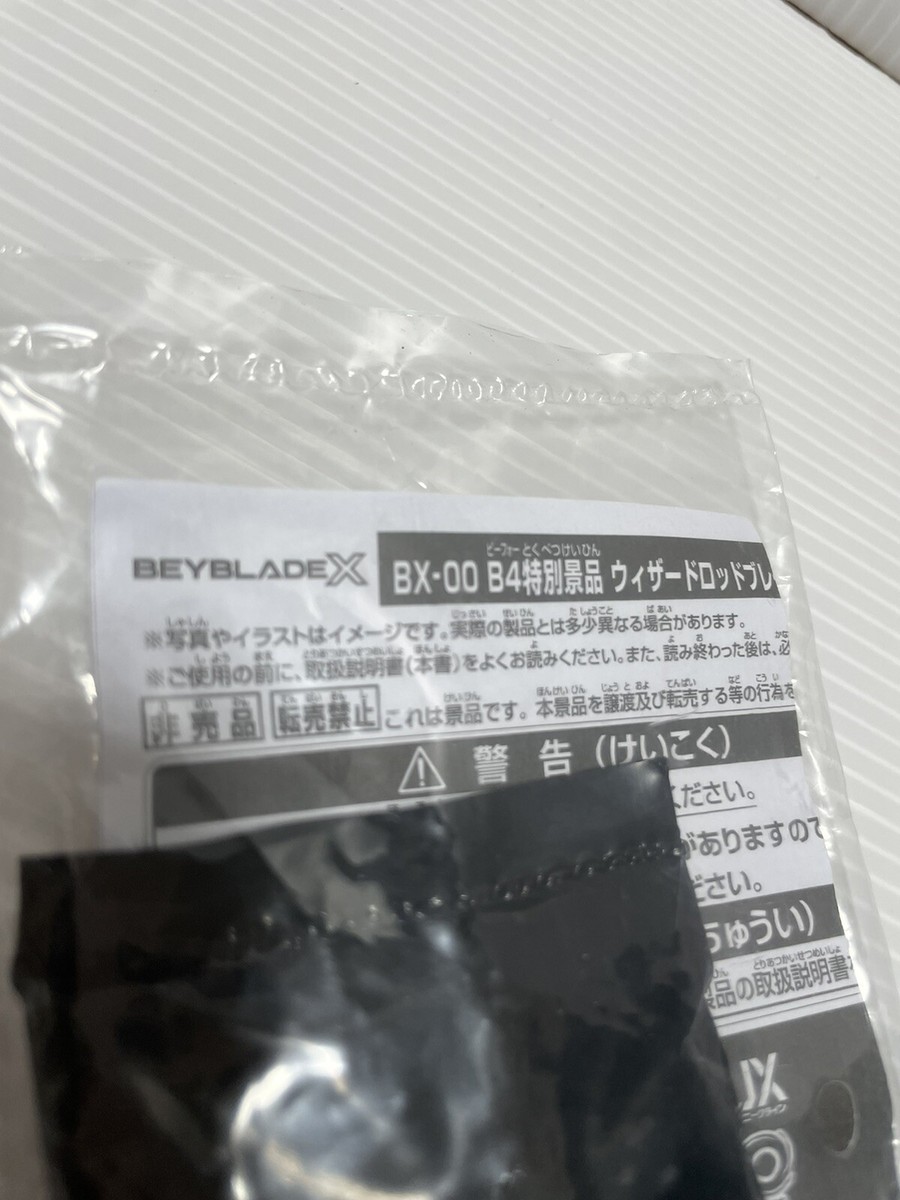 BEYBLADE X
ビーフォー とくべつけいひん
BX-00 B4特別景品 ウィザードロッドブレ
しゃしん じっさい せいひん た しょうこと ばあい
※写真やイラストはイメージです。実際の製品とは多少異なる場合があります。
しよう まえ とりあつかいせつめいしょ ほんしょ よ よ お あと かな
※ご使用の前に、取扱説明書(本書)をよくお読みください。また、読み終わった後は、必
けいひん ほんけいひん じょうと およ てんばい など こうい
非売品 転売禁止 これは景品です。本景品を譲渡及び転売する等の行為を
警告(けいこく)
ください。
がありますので
ださい。
ちゅうい)
とりあつかいせつめいしょ
製品の取扱説明書
UX